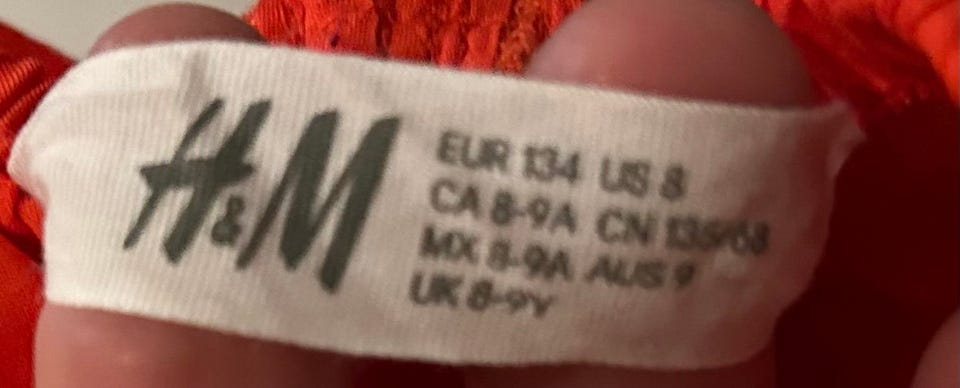 H&M
EUR 134 US 8
CA 8-9A CN 135/68
MX 8-9A AUS 9
UK 8-9Y